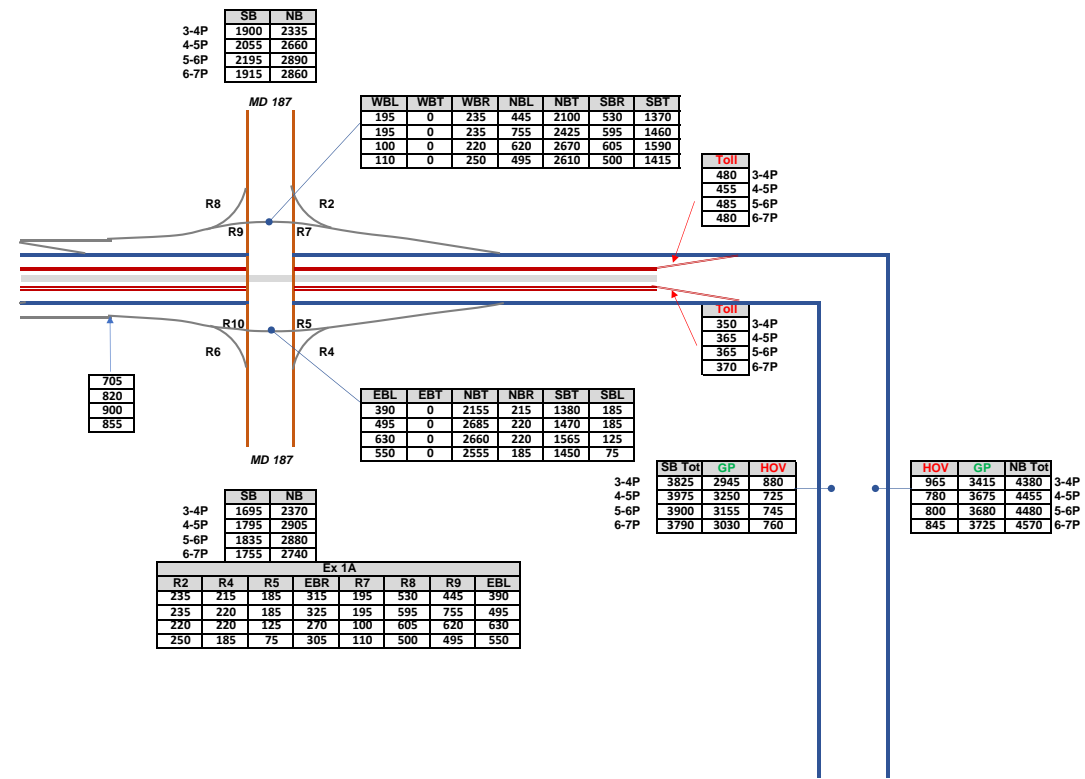 SB NB
3-4P 1900 2335
4-5P 2055 2660
5-6P 2195 2890
6-7P 1915 2860
MD 187
WBL WBT WBR NBL NBT SBR SBT
195 0 235 445 2100 530 1370
195 0 235 755 2425 595 1460
100 0 220 620 2670 605 1590
110 0 250 495 2610 500 1415
Toll
480 3-4P
455 4-5P
485 5-6P
480 6-7P
R8 R2
R9 R7
Toll
350 3-4P
365 4-5P
365 5-6P
370 6-7P
R10 R5
R6 R4
705
820
900
855
EBL EBT NBT NBR SBT SBL
390 0 2155 215 1380 185
495 0 2685 220 1470 185
630 0 2660 220 1565 125
550 0 2555 185 1450 75
MD 187
SB Tot GP HOV
3-4P 3825 2945 880
4-5P 3975 3250 725
5-6P 3900 3155 745
6-7P 3790 3030 760
HOV GP NB Tot
965 3415 4380 3-4P
780 3675 4455 4-5P
800 3680 4480 5-6P
845 3725 4570 6-7P
SB NB
3-4P 1695 2370
4-5P 1795 2905
5-6P 1835 2880
6-7P 1755 2740
Ex 1A
R2 R4 R5 EBR R7 R8 R9 EBL
235 215 185 315 195 530 445 390
235 220 185 325 195 595 755 495
220 220 125 270 100 605 620 630
250 185 75 305 110 500 495 550